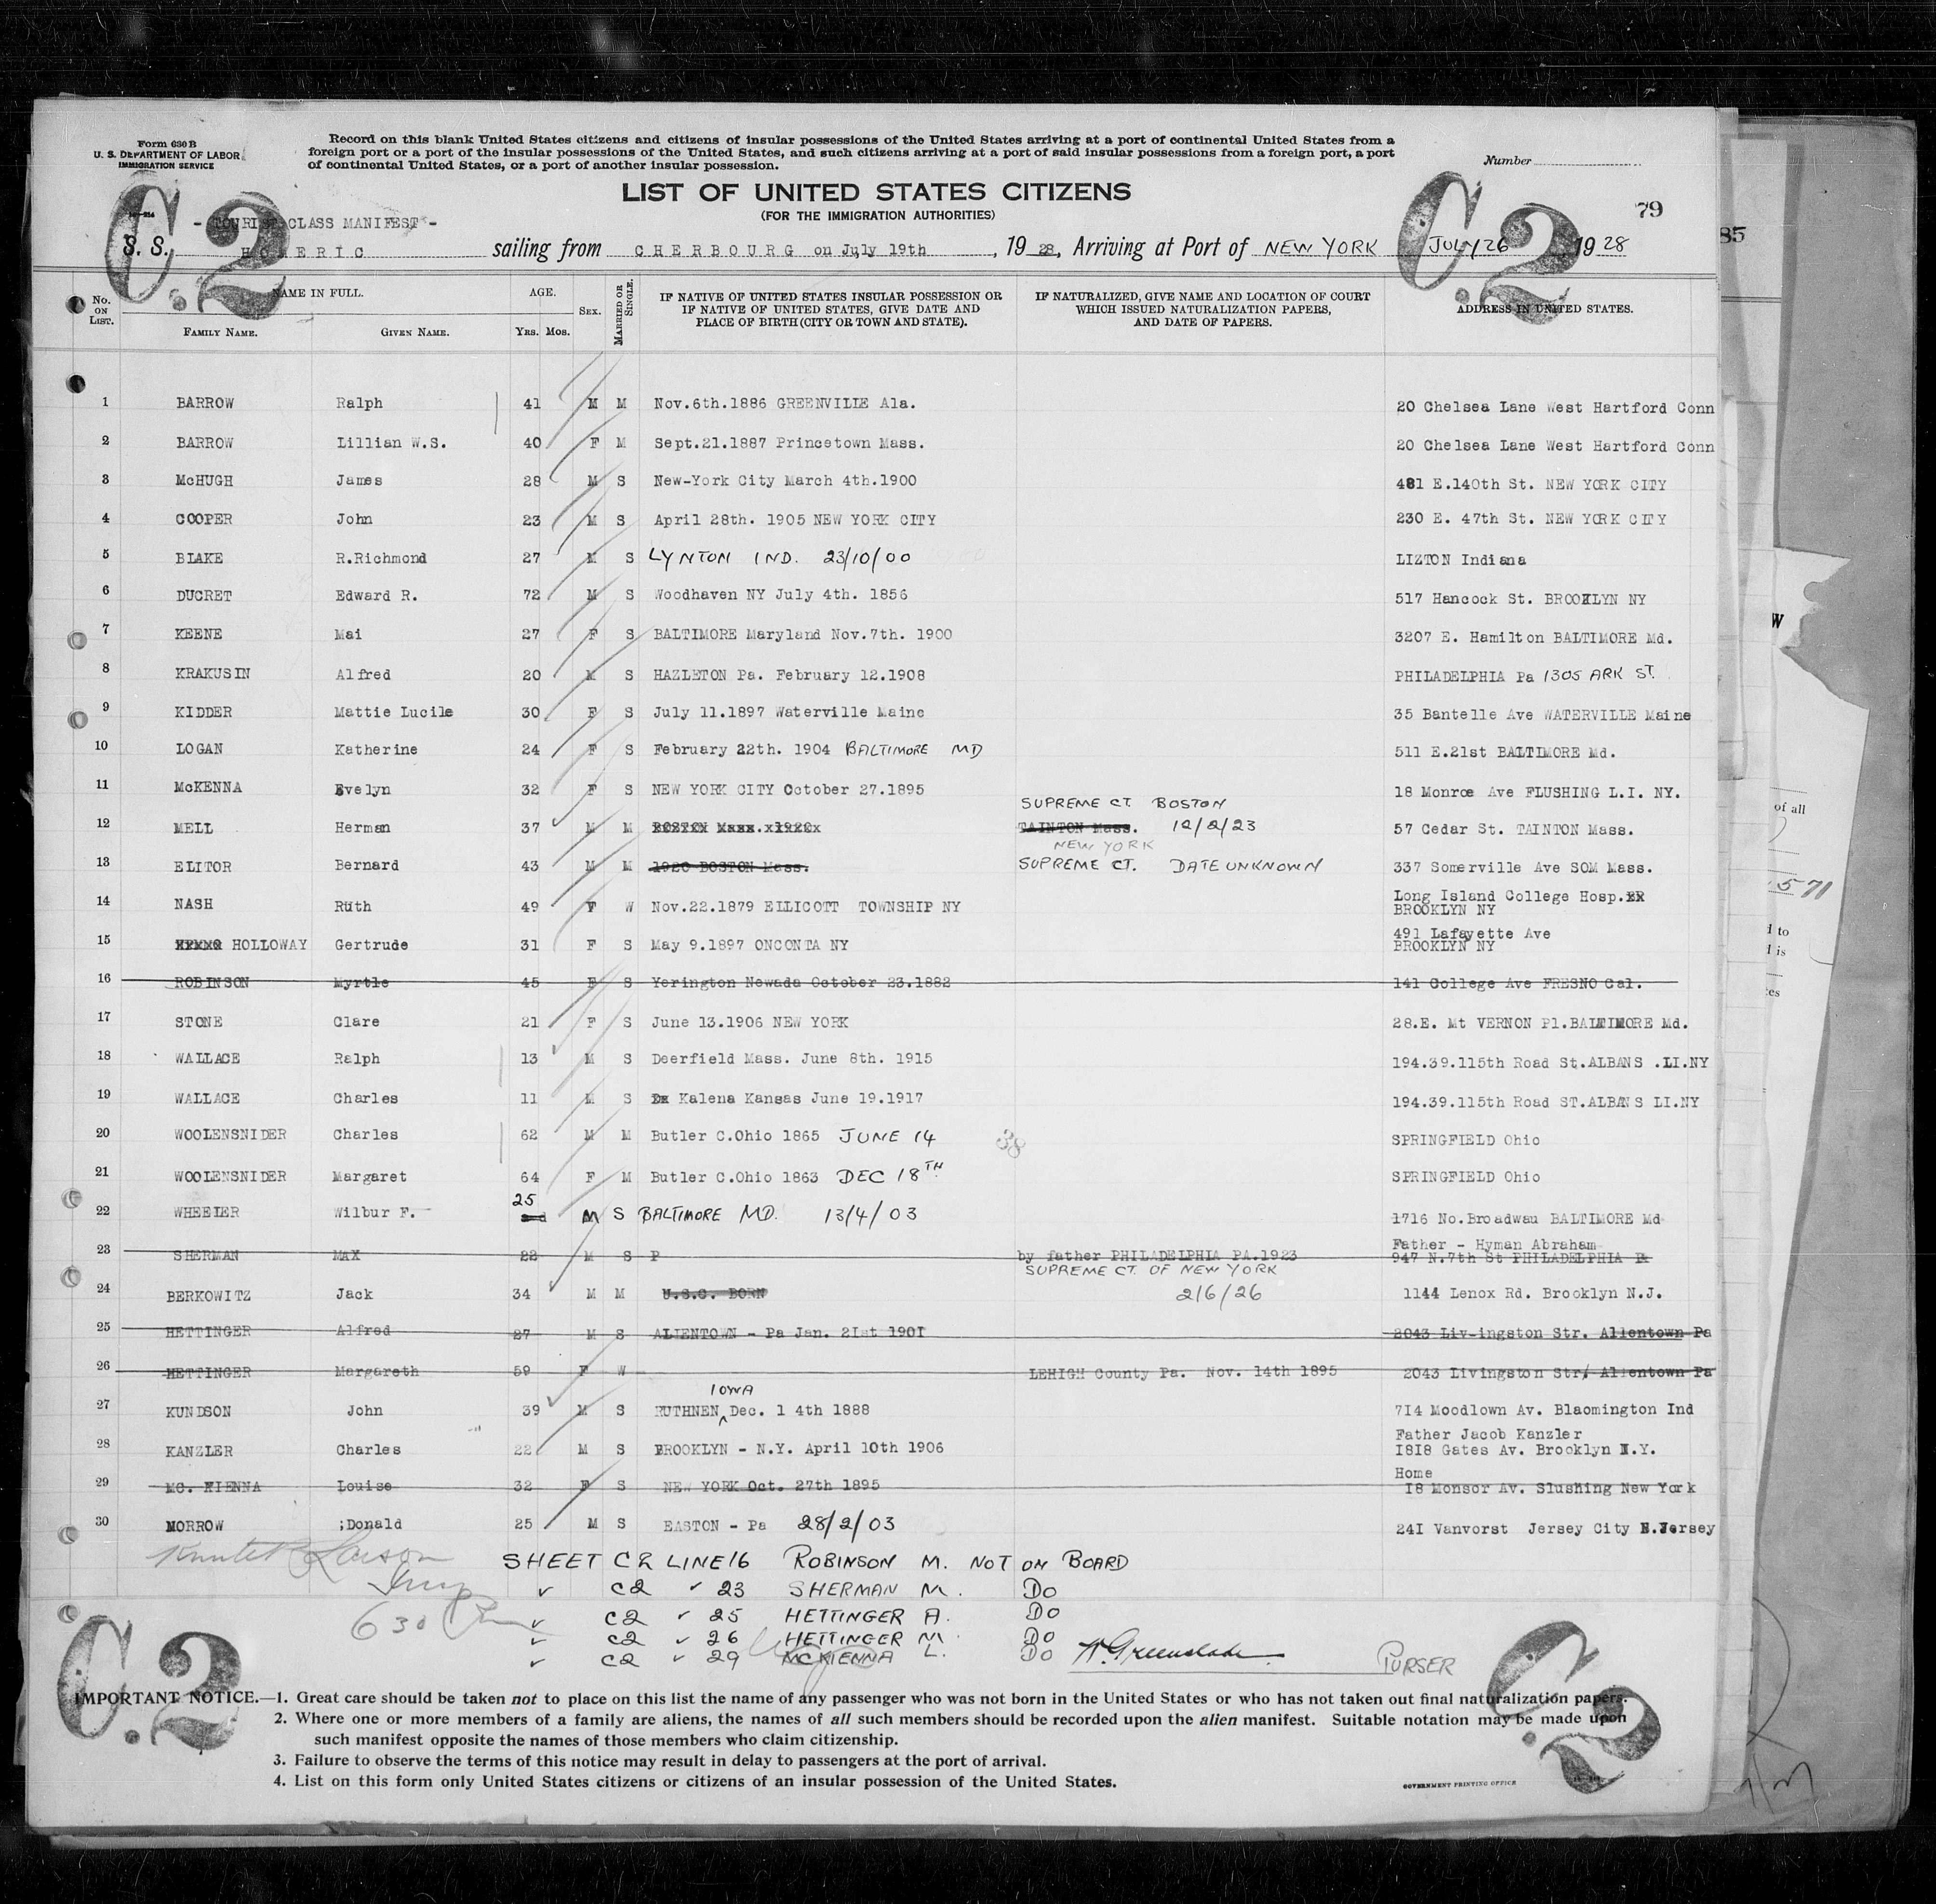 Form 630 B
U. S. DEPARTMENT OF LABOR
IMMIGRATION SERVICE
Record on this blank United States citizens and citizens of insular possessions of the United States arriving at a port of continental United States from a
foreign port or a port of the insular possessions of the United States, and such citizens arriving at a port of said insular possessions from a foreign port, a port
of continental United States, or a port of another insular possession.
Number
LIST OF UNITED STATES CITIZENS
(FOR THE IMMIGRATION AUTHORITIES)
C.2
C.2
79
85
- TOURIST CLASS MANIFEST -
S. S. HOMERIC sailing from CHERBOURG on July 19th, 1928, Arriving at Port of NEW YORK JULY 26 1928
No. ON LIST. NAME IN FULL. FAMILY NAME. GIVEN NAME. AGE. Yrs. Mos. SEX. MARRIED OR SINGLE. IF NATIVE OF UNITED STATES INSULAR POSSESSION OR IF NATIVE OF UNITED STATES, GIVE DATE AND PLACE OF BIRTH (CITY OR TOWN AND STATE). IF NATURALIZED, GIVE NAME AND LOCATION OF COURT WHICH ISSUED NATURALIZATION PAPERS, AND DATE OF PAPERS. ADDRESS IN UNITED STATES.
1 BARROW Ralph 41 M M Nov.6th.1886 GREENVILIE Ala. 20 Chelsea Lane West Hartford Conn
2 BARROW Lillian W.S. 40 F M Sept.21.1887 Princetown Mass. 20 Chelsea Lane West Hartford Conn
3 McHUGH James 28 M S New-York City March 4th.1900 481 E.140th St. NEW YORK CITY
4 COOPER John 23 M S April 28th. 1905 NEW YORK CITY 230 E. 47th St. NEW YORK CITY
5 BLAKE R.Richmond 27 M S LYNTON IND. 23/10/00 LIZTON Indiana
6 DUCRET Edward R. 72 M S Woodhaven NY July 4th. 1856 517 Hancock St. BROOKLYN NY
7 KEENE Mai 27 F S BALTIMORE Maryland Nov.7th. 1900 3207 E. Hamilton BALTIMORE Md.
8 KRAKUSIN Alfred 20 M S HAZLETON Pa. February 12.1908 PHILADELPHIA Pa 1305 ARK ST.
9 KIDDER Mattie Lucile 30 F S July 11.1897 Waterville Maine 35 Bantelle Ave WATERVILLE Maine
10 LOGAN Katherine 24 F S February 22th. 1904 BALTIMORE MD 511 E.21st BALTIMORE Md.
11 McKENNA Evelyn 32 F S NEW YORK CITY October 27.1895 18 Monroe Ave FLUSHING L.I. NY.
SUPREME CT. BOSTON
12 MELL Herman 37 M M BOSTON Mass. TAINTON Mass. 12/2/23 57 Cedar St. TAINTON Mass.
NEW YORK
13 ELITOR Bernard 43 M M 1920 BOSTON Mass. SUPREME CT. DATE UNKNOWN 337 Somerville Ave SOM Mass.
14 NASH Ruth 49 F W Nov.22.1879 ELLICOTT TOWNSHIP NY Long Island College Hosp.
BROOKLYN NY
15 HOLLOWAY Gertrude 31 F S May 9.1897 ONCONTA NY 491 Lafayette Ave
BROOKLYN NY
16 ROBINSON Myrtle 45 F S Yerington Newada October 23.1882 141 College Ave FRESNO Cal.
17 STONE Clare 21 F S June 13.1906 NEW YORK 28.E. Mt VERNON Pl.BALTIMORE Md.
18 WALLACE Ralph 13 M S Deerfield Mass. June 8th. 1915 194.39.115th Road St.ALBANS .LI.NY
19 WALLACE Charles 11 M S Kalena Kansas June 19.1917 194.39.115th Road ST.ALBANS LI.NY
20 WOOLENSNIDER Charles 62 M M Butler C.Ohio 1865 JUNE 14 38 SPRINGFIELD Ohio
21 WOOLENSNIDER Margaret 64 F M Butler C.Ohio 1863 DEC 18TH SPRINGFIELD Ohio
25
22 WHEELER Wilbur F. M S BALTIMORE MD. 13/4/03 1716 No.Broadwau BALTIMORE Md
Father - Hyman Abraham
23 SHERMAN MAX 22 M S P by father PHILADELPHIA PA.1923 947 N.7th St PHILADELPHIA Pa
SUPREME CT. OF NEW YORK
24 BERKOWITZ Jack 34 M M U.S.C. BORN 2/6/26 1144 Lenox Rd. Brooklyn N.J.
25 HETTINGER Alfred 27 M S ALIENTOWN - Pa Jan. 2Ist 190I 2043 Liv-ingston Str. Allentown Pa
26 HETTINGER Margareth 59 F W LEHIGH County Pa. Nov. 14th 1895 2043 Livingston Str/ Allentown Pa
IOWA
27 KUNDSON John 39 M S RUTHNEN Dec. 1 4th 1888 7I4 Moodlown Av. Blaomington Ind
Father Jacob Kanzler
28 KANZLER Charles 22 M S BROOKLYN - N.Y. April 10th 1906 I8I8 Gates Av. Brooklyn N.Y.
Home
29 MC. KIENNA Louise 32 F S NEW YORK Oct. 27th 1895 I8 Monsor Av. Slushing New York
30 MORROW ;Donald 25 M S EASTON - Pa 28/2/03 24I Vanvorst Jersey City N.Jersey
SHEET C2 LINE 16 ROBINSON M. NOT ON BOARD
✓ C2 ✓ 23 SHERMAN M. Do
✓ C2 ✓ 25 HETTINGER A. Do
✓ C2 ✓ 26 HETTINGER M. Do
✓ C2 ✓ 29 MCKIENNA L. Do
630 Pm
W. Greenslade PURSER
C.2
C.2
IMPORTANT NOTICE.—1. Great care should be taken not to place on this list the name of any passenger who was not born in the United States or who has not taken out final naturalization papers.
2. Where one or more members of a family are aliens, the names of all such members should be recorded upon the alien manifest. Suitable notation may be made upon
such manifest opposite the names of those members who claim citizenship.
3. Failure to observe the terms of this notice may result in delay to passengers at the port of arrival.
4. List on this form only United States citizens or citizens of an insular possession of the United States.
GOVERNMENT PRINTING OFFICE
W
of all
571